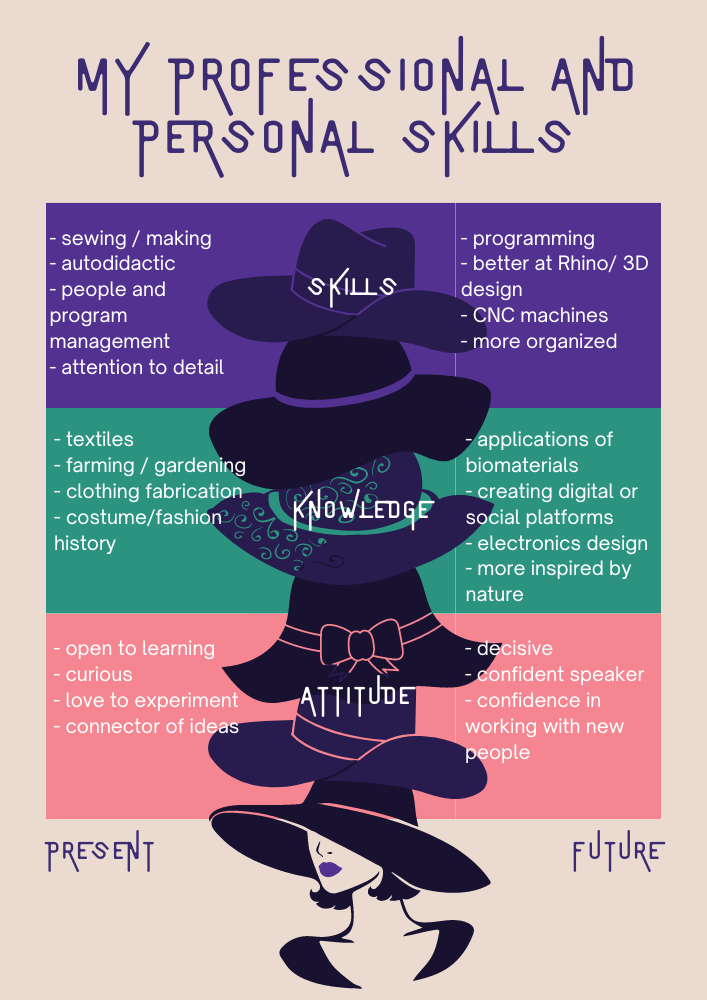 MY PROFESSIONAL AND
PERSONAL SKILLS
- sewing / making
- autodidactic
- people and
program
management
- attention to detail
SKILLS
- programming
- better at Rhino/ 3D
design
- CNC machines
- more organized
- textiles
- farming / gardening
- clothing fabrication
- costume/fashion
history
KNOWLEDGE
- applications of
biomaterials
- creating digital or
social platforms
- electronics design
- more inspired by
nature
- open to learning
- curious
- love to experiment
- connector of ideas
ATTITUDE
- decisive
- confident speaker
- confidence in
working with new
people
PRESENT
FUTURE